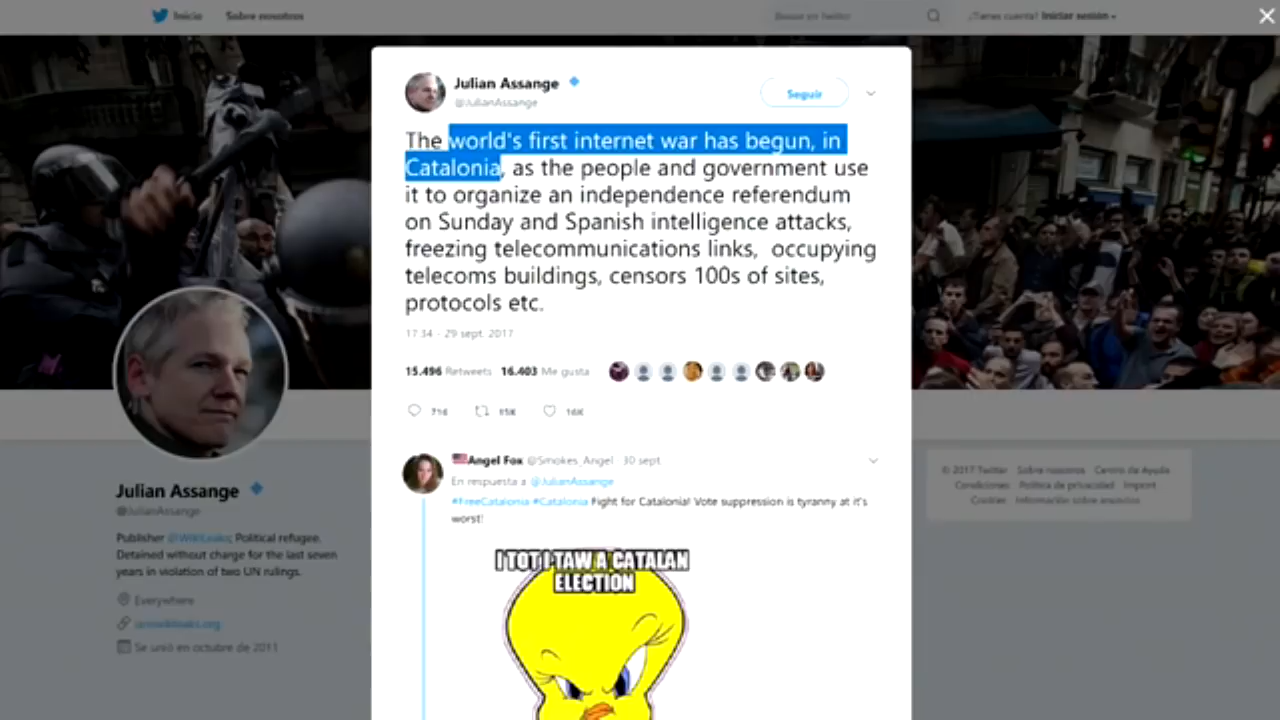 Inicio Sobre nosotros Buscar en Twitter ¿Tienes cuenta? Iniciar sesión
Julian Assange
@JulianAssange
Seguir
The world's first internet war has begun, in
Catalonia, as the people and government use
it to organize an independence referendum
on Sunday and Spanish intelligence attacks,
freezing telecommunications links, occupying
telecoms buildings, censors 100s of sites,
protocols etc.
17:34 - 29 sept. 2017
15.496 Retweets 16.403 Me gusta
716 15K 16K
Angel Fox @Smokes_Angel 30 sept.
En respuesta a @JulianAssange
#FreeCatalonia #Catalonia Fight for Catalonia! Vote suppression is tyranny at it's
worst!
I TOT I TAW A CATALAN
ELECTION
Julian Assange
@JulianAssange
Publisher @WikiLeaks; Political refugee.
Detained without charge for the last seven
years in violation of two UN rulings.
Everywhere
iamwikileaks.org
Se unió en octubre de 2011
© 2017 Twitter Sobre nosotros Centro de Ayuda
Condiciones Política de privacidad Imprint
Cookies Información sobre anuncios